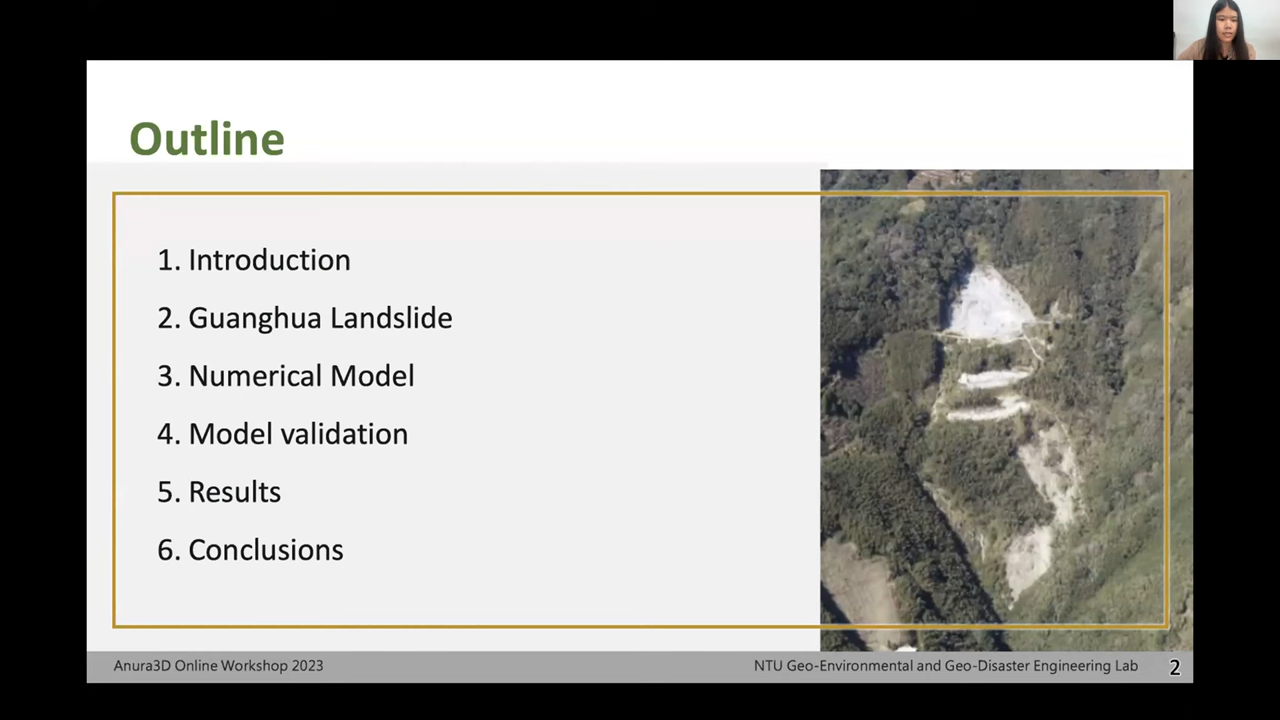 Outline
1. Introduction
2. Guanghua Landslide
3. Numerical Model
4. Model validation
5. Results
6. Conclusions
Anura3D Online Workshop 2023
NTU Geo-Environmental and Geo-Disaster Engineering Lab
2